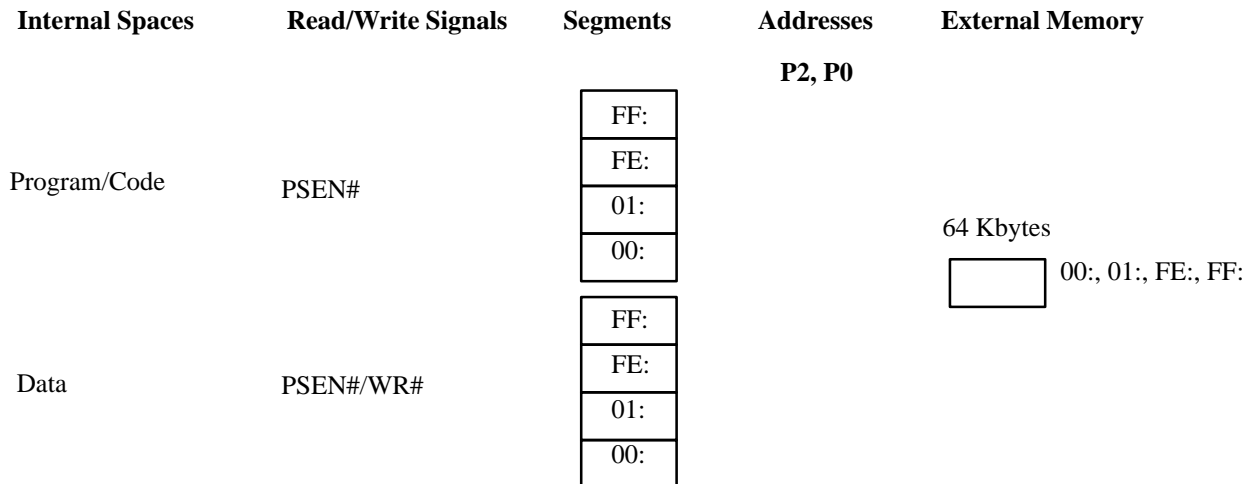 Internal Spaces Read/Write Signals Segments Addresses External Memory
P2, P0
FF:
FE:
Program/Code PSEN#
01:
00:
64 Kbytes
00:, 01:, FE:, FF:
FF:
FE:
Data PSEN#/WR#
01:
00: